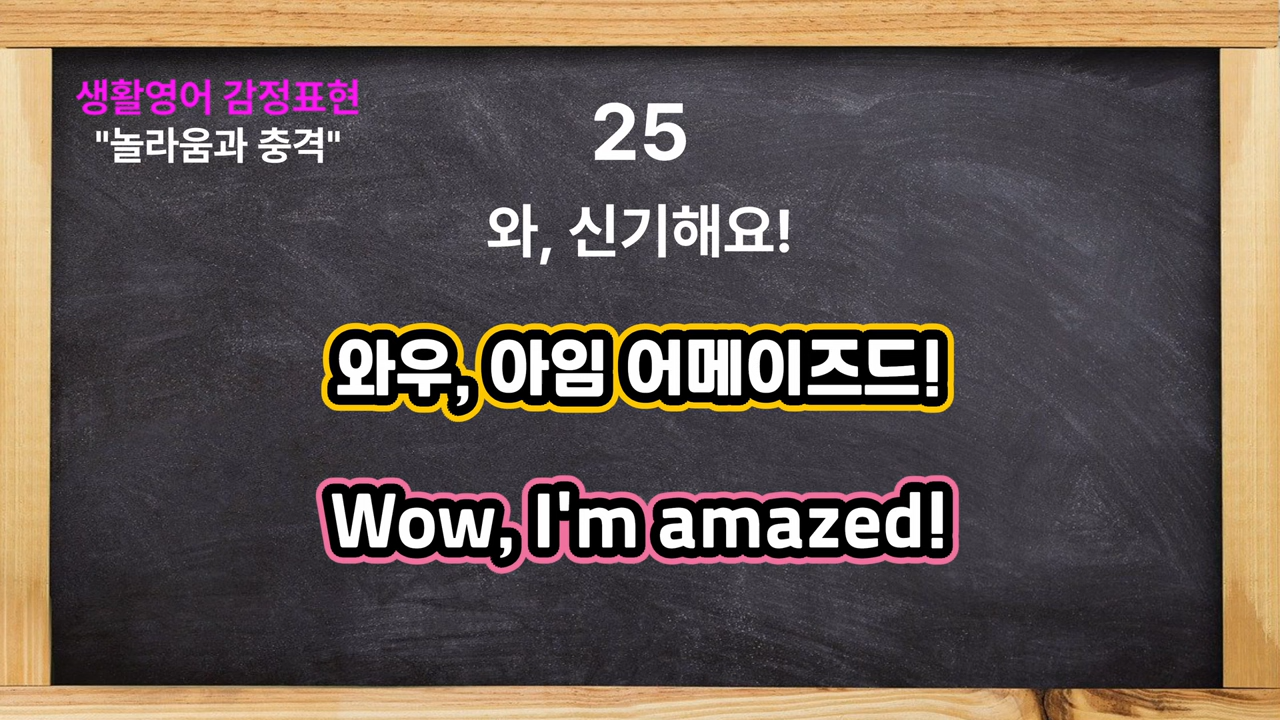 생활영어 감정표현
"놀라움과 충격"
25
와, 신기해요!
와우, 아임 어메이즈드!
Wow, I'm amazed!